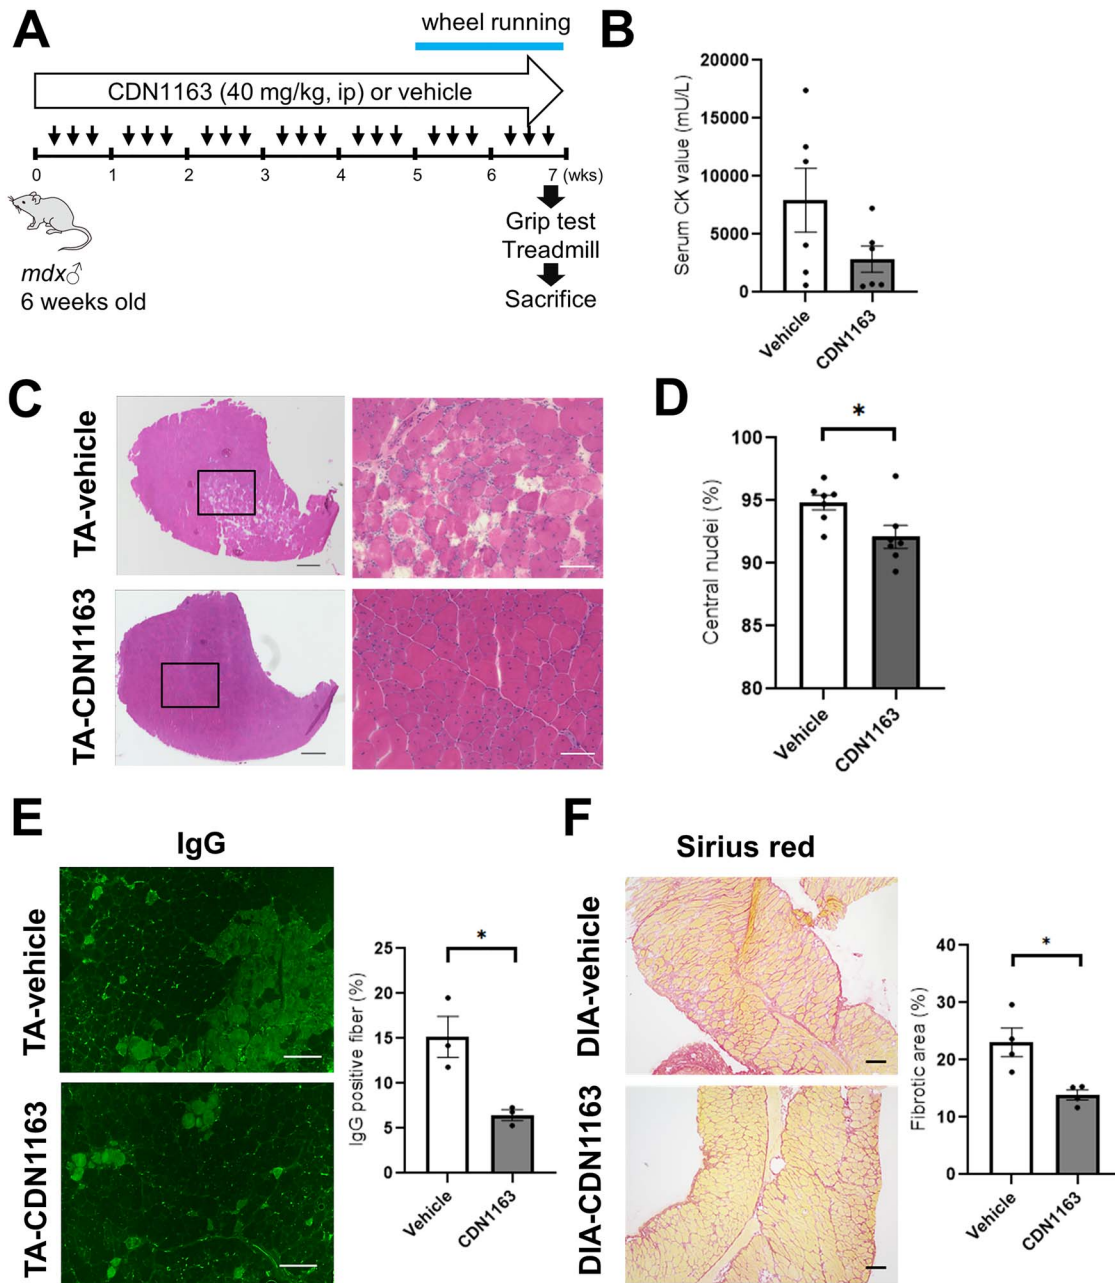 A
wheel running
CDN1163 (40 mg/kg, ip) or vehicle
0 1 2 3 4 5 6 7 (wks)
mdx♂
6 weeks old
Grip test
Treadmill
Sacrifice
B
Serum CK value (mU/L)
20000
15000
10000
5000
0
Vehicle
CDN1163
C
TA-vehicle
TA-CDN1163
D
*
Central nuclei (%)
100
95
90
85
80
Vehicle
CDN1163
E
IgG
TA-vehicle
TA-CDN1163
*
IgG positive fiber (%)
25
20
15
10
5
0
Vehicle
CDN1163
F
Sirius red
DIA-vehicle
DIA-CDN1163
*
Fibrotic area (%)
40
30
20
10
0
Vehicle
CDN1163